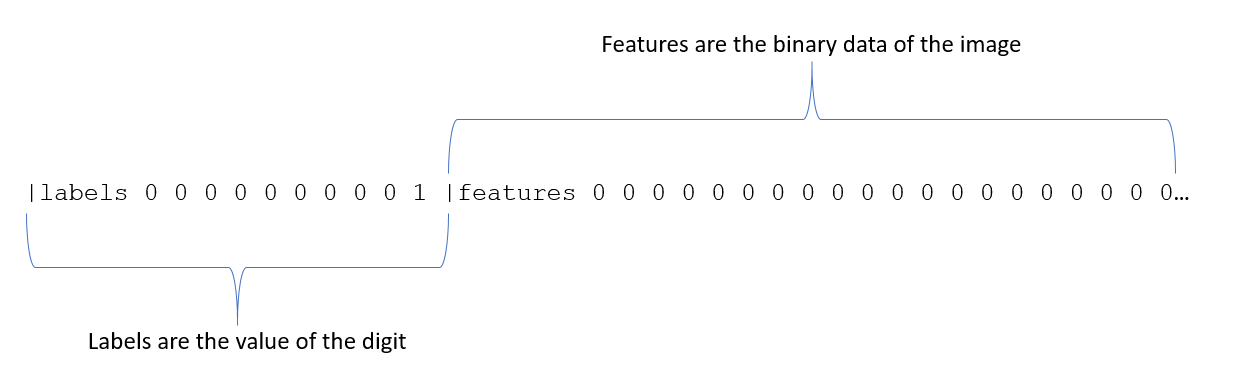 Features are the binary data of the image
|labels 0 0 0 0 0 0 0 0 0 1 |features 0 0 0 0 0 0 0 0 0 0 0 0 0 0 0 0 0 0 0 0...
Labels are the value of the digit